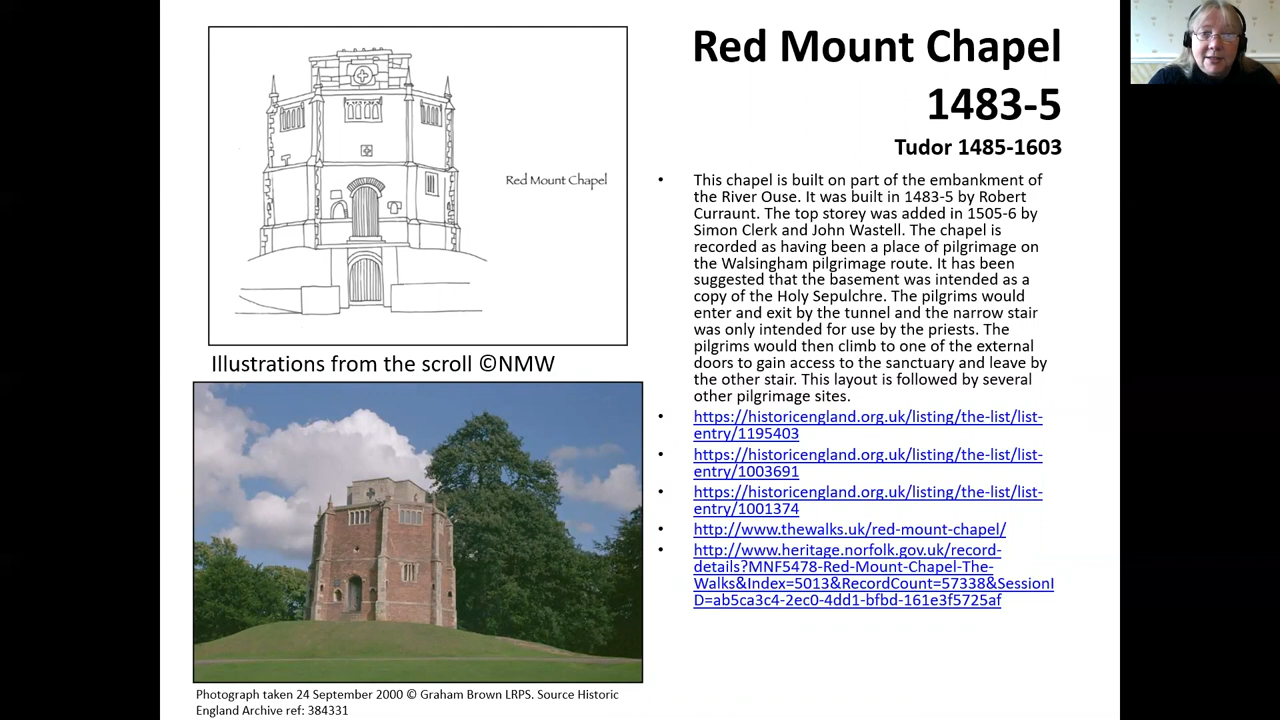 Red Mount Chapel
1483-5
Tudor 1485-1603
Red Mount Chapel
Illustrations from the scroll ©NMW
Photograph taken 24 September 2000 © Graham Brown LRPS. Source Historic
England Archive ref: 384331
• This chapel is built on part of the embankment of
the River Ouse. It was built in 1483-5 by Robert
Curraunt. The top storey was added in 1505-6 by
Simon Clerk and John Wastell. The chapel is
recorded as having been a place of pilgrimage on
the Walsingham pilgrimage route. It has been
suggested that the basement was intended as a
copy of the Holy Sepulchre. The pilgrims would
enter and exit by the tunnel and the narrow stair
was only intended for use by the priests. The
pilgrims would then climb to one of the external
doors to gain access to the sanctuary and leave by
the other stair. This layout is followed by several
other pilgrimage sites.
• https://historicengland.org.uk/listing/the-list/list-
entry/1195403
• https://historicengland.org.uk/listing/the-list/list-
entry/1003691
• https://historicengland.org.uk/listing/the-list/list-
entry/1001374
• http://www.thewalks.uk/red-mount-chapel/
• http://www.heritage.norfolk.gov.uk/record-
details?MNF5478-Red-Mount-Chapel-The-
Walks&Index=5013&RecordCount=57338&SessionI
D=ab5ca3c4-2ec0-4dd1-bfbd-161e3f5725af